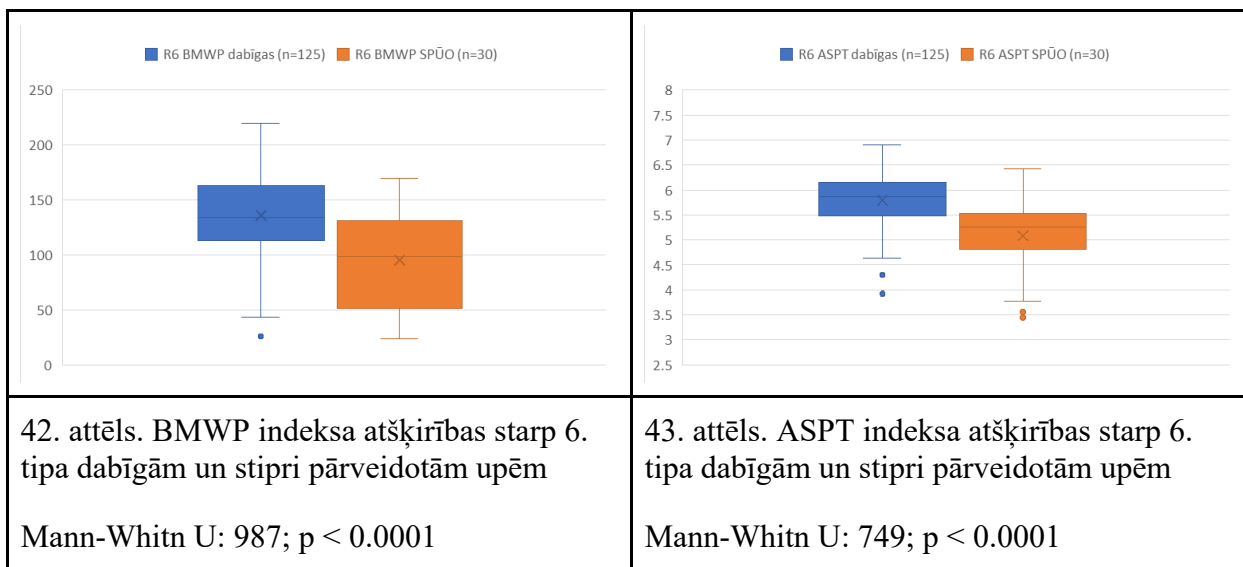 R6 BMWP dabīgas (n=125) R6 BMWP SPŪO (n=30)
250
200
150
100
50
0
R6 ASPT dabīgas (n=125) R6 ASPT SPŪO (n=30)
8
7.5
7
6.5
6
5.5
5
4.5
4
3.5
3
2.5
42. attēls. BMWP indeksa atšķirības starp 6.
tipa dabīgām un stipri pārveidotām upēm
Mann-Whitn U: 987; p < 0.0001
43. attēls. ASPT indeksa atšķirības starp 6.
tipa dabīgām un stipri pārveidotām upēm
Mann-Whitn U: 749; p < 0.0001